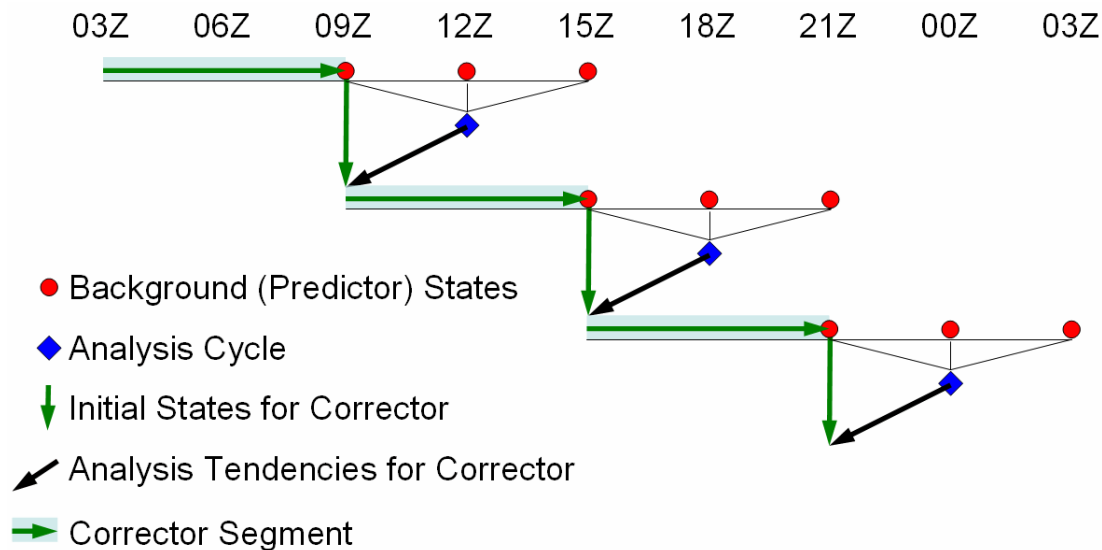 03Z 06Z 09Z 12Z 15Z 18Z 21Z 00Z 03Z
Background (Predictor) States
Analysis Cycle
Initial States for Corrector
Analysis Tendencies for Corrector
Corrector Segment